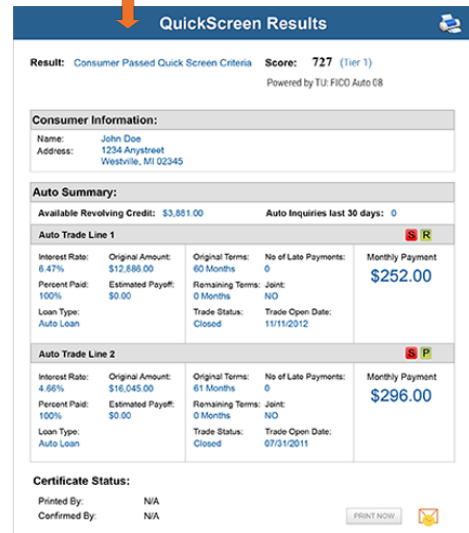 QuickScreen Results
Result: Consumer Passed Quick Screen Criteria Score: 727 (Tier 1)
Powered by TU: FICO Auto 08
Consumer Information:
Name: John Doe
Address: 1234 Anystreet
Westville, MI 02345
Auto Summary:
Available Revolving Credit: $3,881.00 Auto Inquiries last 30 days: 0
Auto Trade Line 1 S R
Interest Rate: Original Amount: Original Terms: No of Late Payments: Monthly Payment
6.47% $12,886.00 60 Months 0 $252.00
Percent Paid: Estimated Payoff: Remaining Terms: Joint:
100% $0.00 0 Months NO
Loan Type: Trade Status: Trade Open Date:
Auto Loan Closed 11/11/2012
Auto Trade Line 2 S P
Interest Rate: Original Amount: Original Terms: No of Late Payments: Monthly Payment
4.66% $16,045.00 61 Months 0 $296.00
Percent Paid: Estimated Payoff: Remaining Terms: Joint:
100% $0.00 0 Months NO
Loan Type: Trade Status: Trade Open Date:
Auto Loan Closed 07/31/2011
Certificate Status:
Printed By: N/A
Confirmed By: N/A PRINT NOW